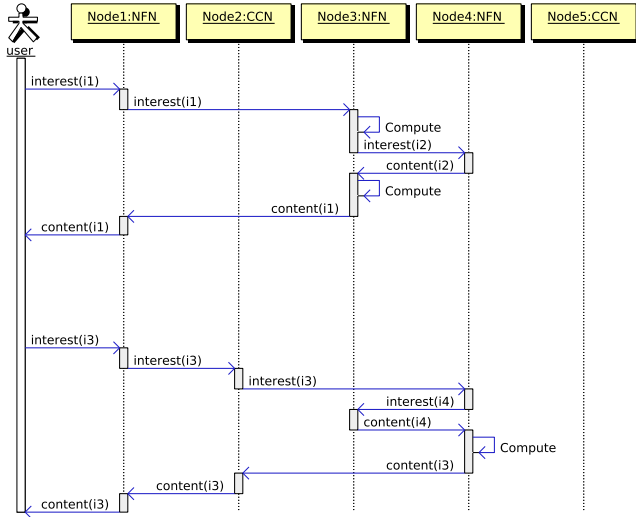 Node1:NFN Node2:CCN Node3:NFN Node4:NFN Node5:CCN
user
interest(i1)
interest(i1)
Compute
interest(i2)
content(i2)
Compute
content(i1)
content(i1)
interest(i3)
interest(i3)
interest(i3)
interest(i4)
content(i4)
Compute
content(i3)
content(i3)
content(i3)